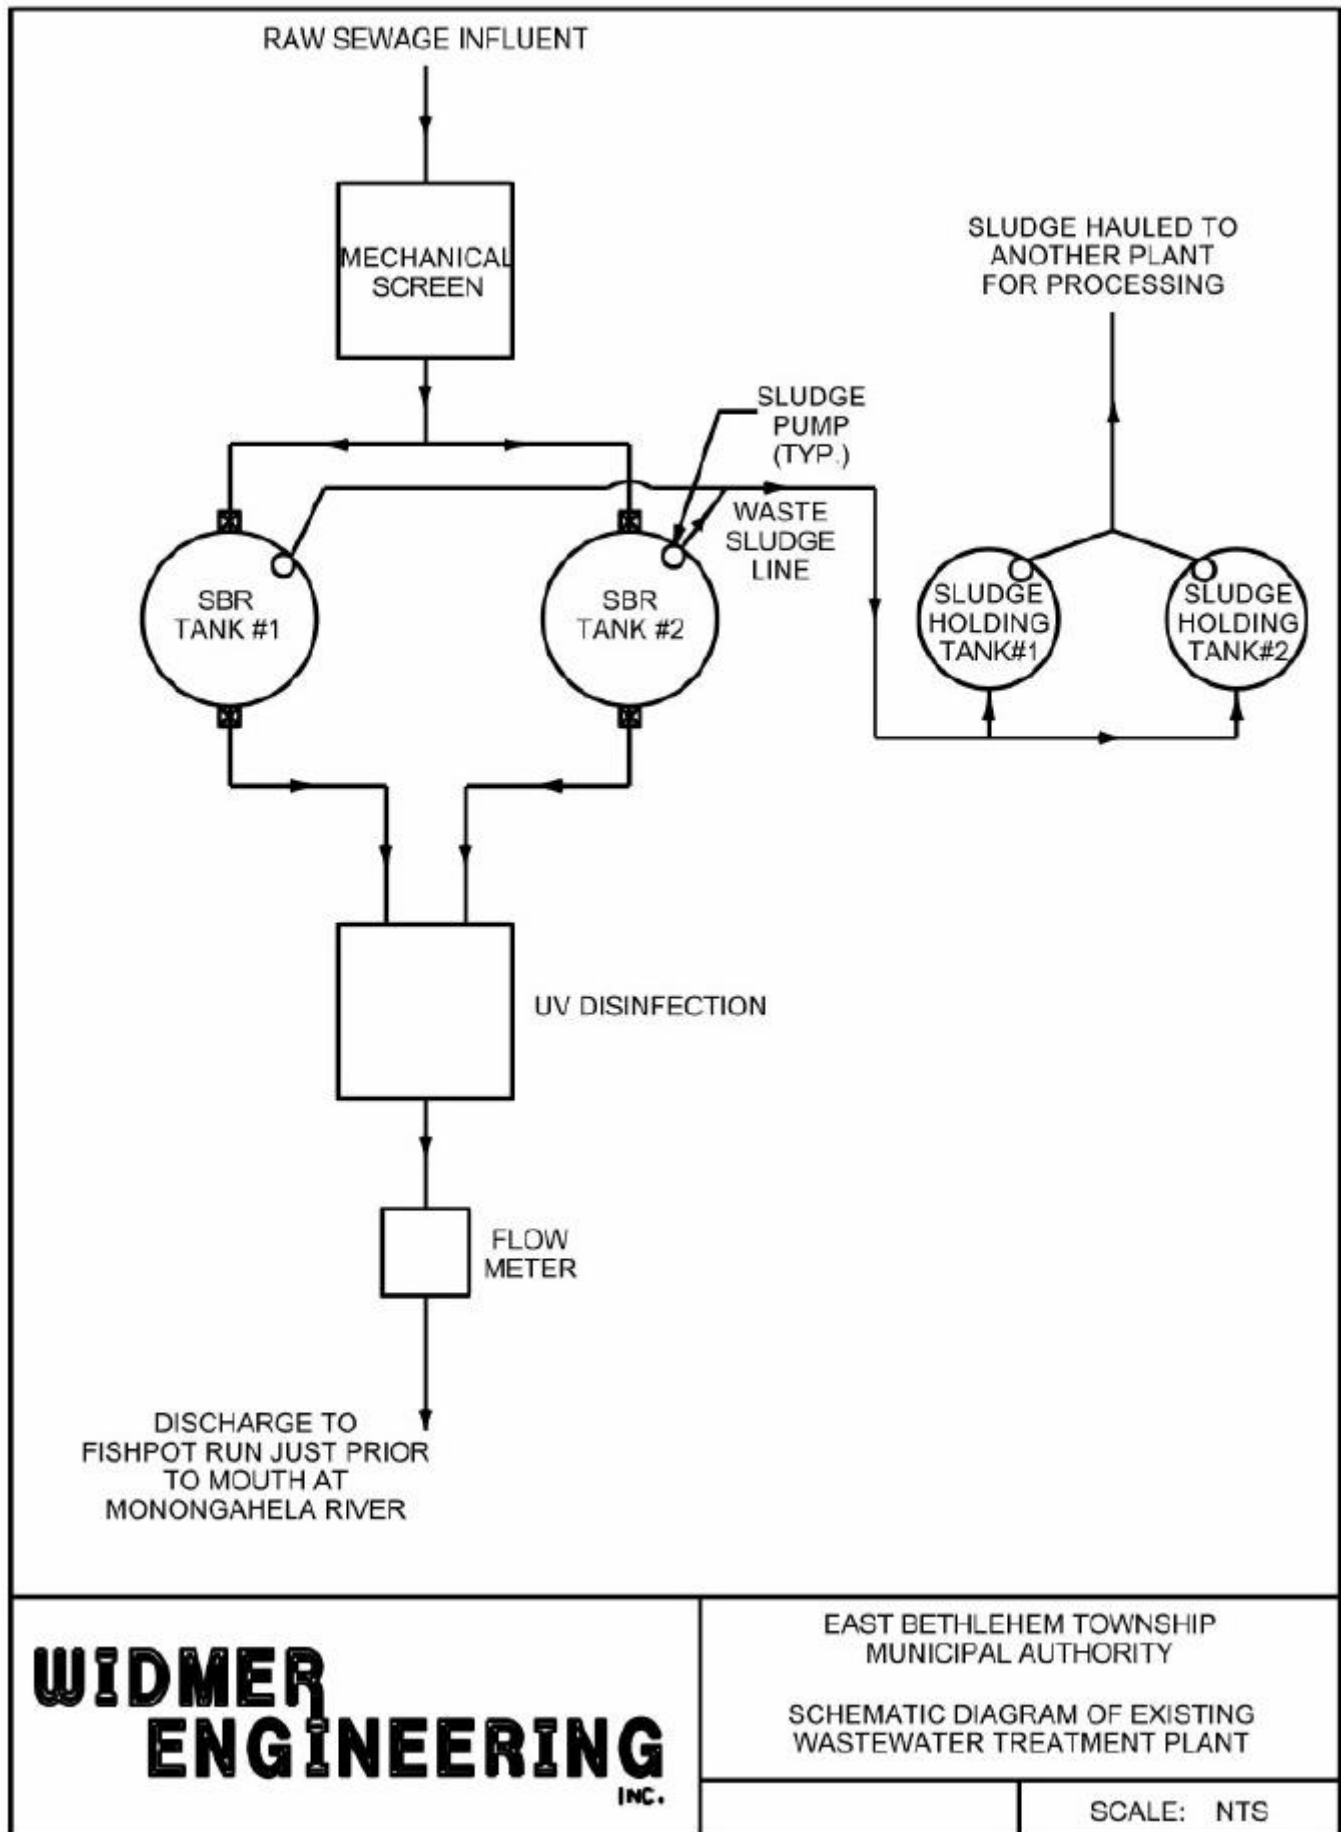 RAW SEWAGE INFLUENT
MECHANICAL
SCREEN
SLUDGE HAULED TO
ANOTHER PLANT
FOR PROCESSING
SLUDGE
PUMP
(TYP.)
WASTE
SLUDGE
LINE
SBR
TANK #1
SBR
TANK #2
SLUDGE
HOLDING
TANK#1
SLUDGE
HOLDING
TANK#2
UV DISINFECTION
FLOW
METER
DISCHARGE TO
FISHPOT RUN JUST PRIOR
TO MOUTH AT
MONONGAHELA RIVER
WIDMER
ENGINEERING
INC.
EAST BETHLEHEM TOWNSHIP
MUNICIPAL AUTHORITY
SCHEMATIC DIAGRAM OF EXISTING
WASTEWATER TREATMENT PLANT
SCALE: NTS